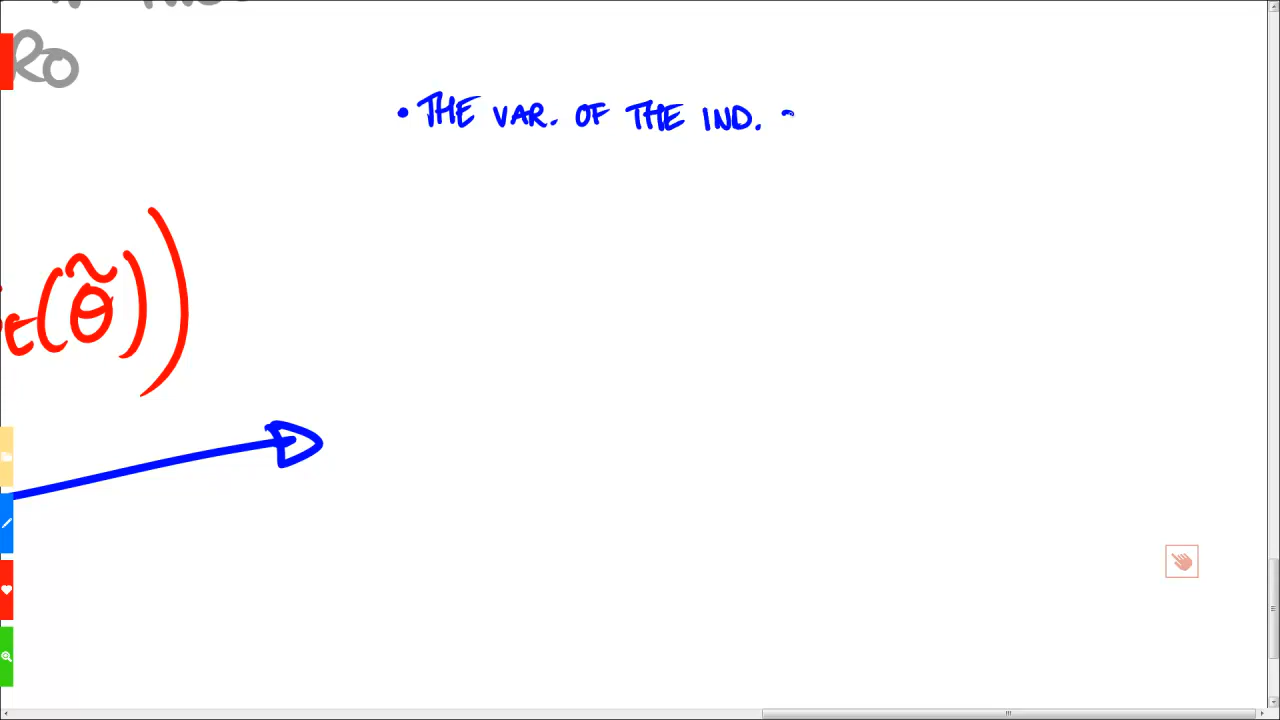 RO
• THE VAR. OF THE IND.
t(θ̃))